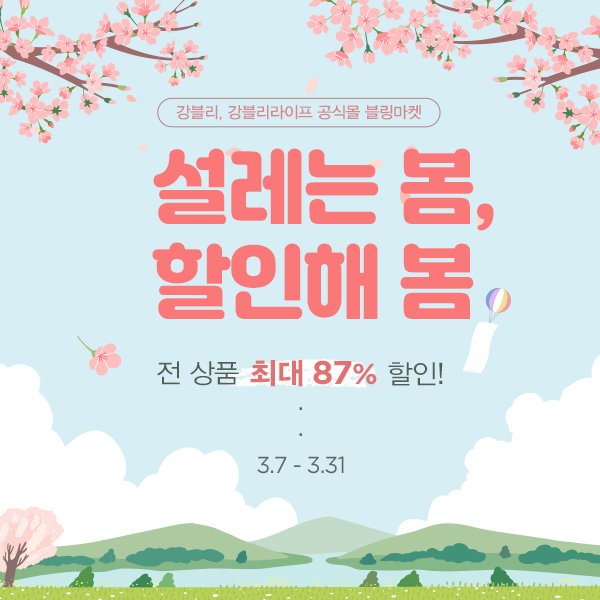 강블리, 강블리라이프 공식몰 블링마켓
설레는 봄,
할인해 봄
전 상품 최대 87% 할인!
.
.
3.7 - 3.31